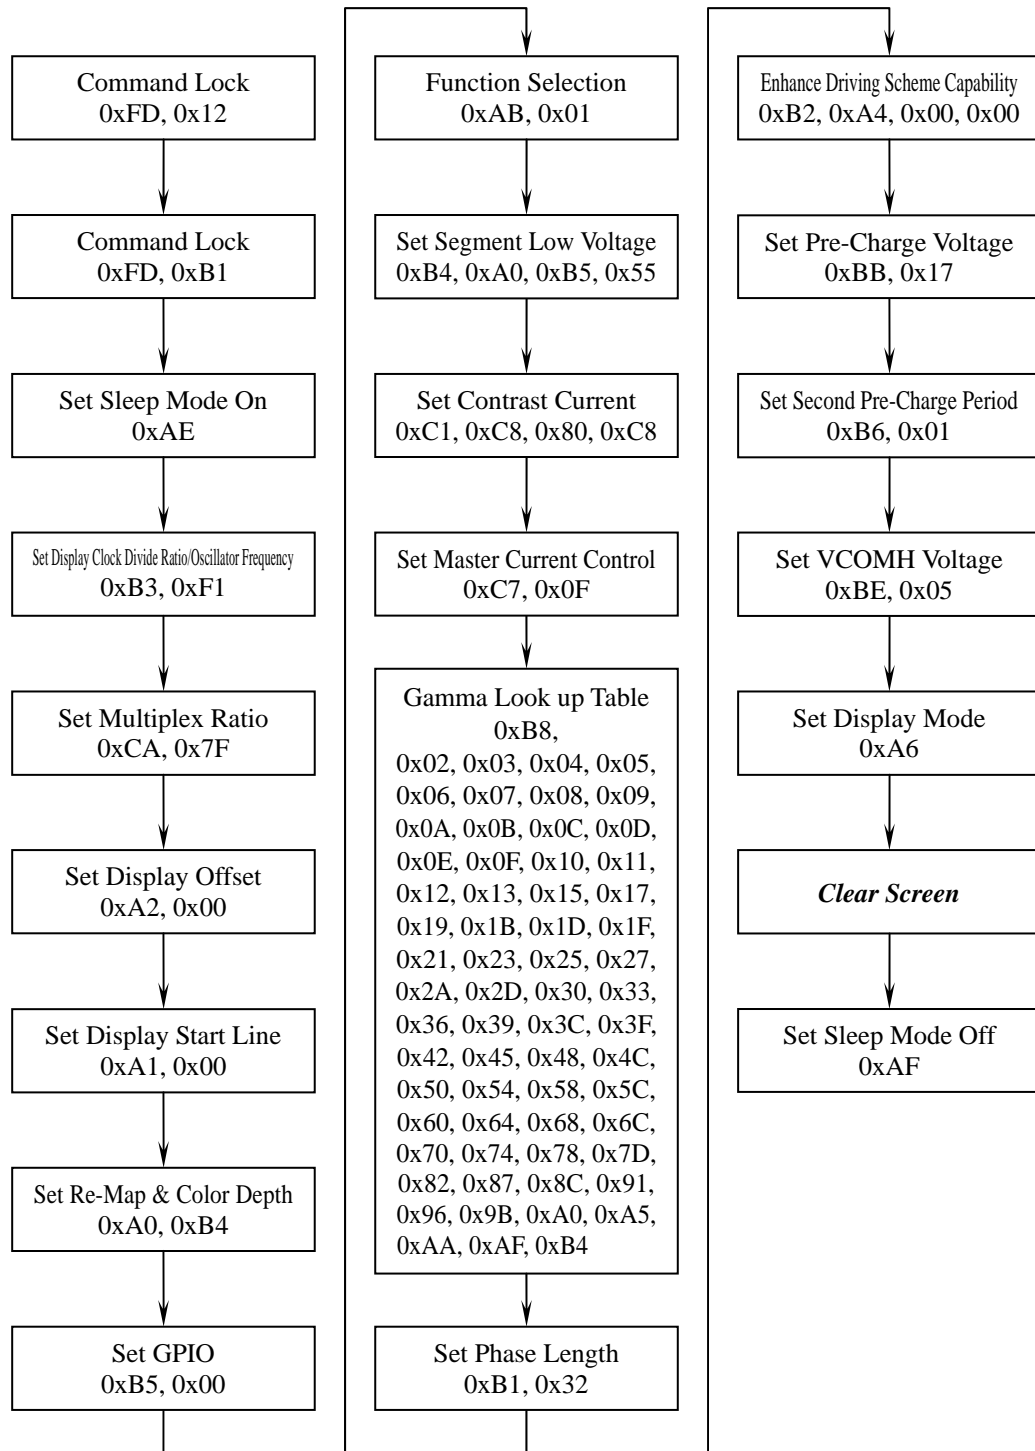 Command Lock
0xFD, 0x12
Command Lock
0xFD, 0xB1
Set Sleep Mode On
0xAE
Set Display Clock Divide Ratio/Oscillator Frequency
0xB3, 0xF1
Set Multiplex Ratio
0xCA, 0x7F
Set Display Offset
0xA2, 0x00
Set Display Start Line
0xA1, 0x00
Set Re-Map & Color Depth
0xA0, 0xB4
Set GPIO
0xB5, 0x00
Function Selection
0xAB, 0x01
Set Segment Low Voltage
0xB4, 0xA0, 0xB5, 0x55
Set Contrast Current
0xC1, 0xC8, 0x80, 0xC8
Set Master Current Control
0xC7, 0x0F
Gamma Look up Table
0xB8,
0x02, 0x03, 0x04, 0x05,
0x06, 0x07, 0x08, 0x09,
0x0A, 0x0B, 0x0C, 0x0D,
0x0E, 0x0F, 0x10, 0x11,
0x12, 0x13, 0x15, 0x17,
0x19, 0x1B, 0x1D, 0x1F,
0x21, 0x23, 0x25, 0x27,
0x2A, 0x2D, 0x30, 0x33,
0x36, 0x39, 0x3C, 0x3F,
0x42, 0x45, 0x48, 0x4C,
0x50, 0x54, 0x58, 0x5C,
0x60, 0x64, 0x68, 0x6C,
0x70, 0x74, 0x78, 0x7D,
0x82, 0x87, 0x8C, 0x91,
0x96, 0x9B, 0xA0, 0xA5,
0xAA, 0xAF, 0xB4
Set Phase Length
0xB1, 0x32
Enhance Driving Scheme Capability
0xB2, 0xA4, 0x00, 0x00
Set Pre-Charge Voltage
0xBB, 0x17
Set Second Pre-Charge Period
0xB6, 0x01
Set VCOMH Voltage
0xBE, 0x05
Set Display Mode
0xA6
Clear Screen
Set Sleep Mode Off
0xAF